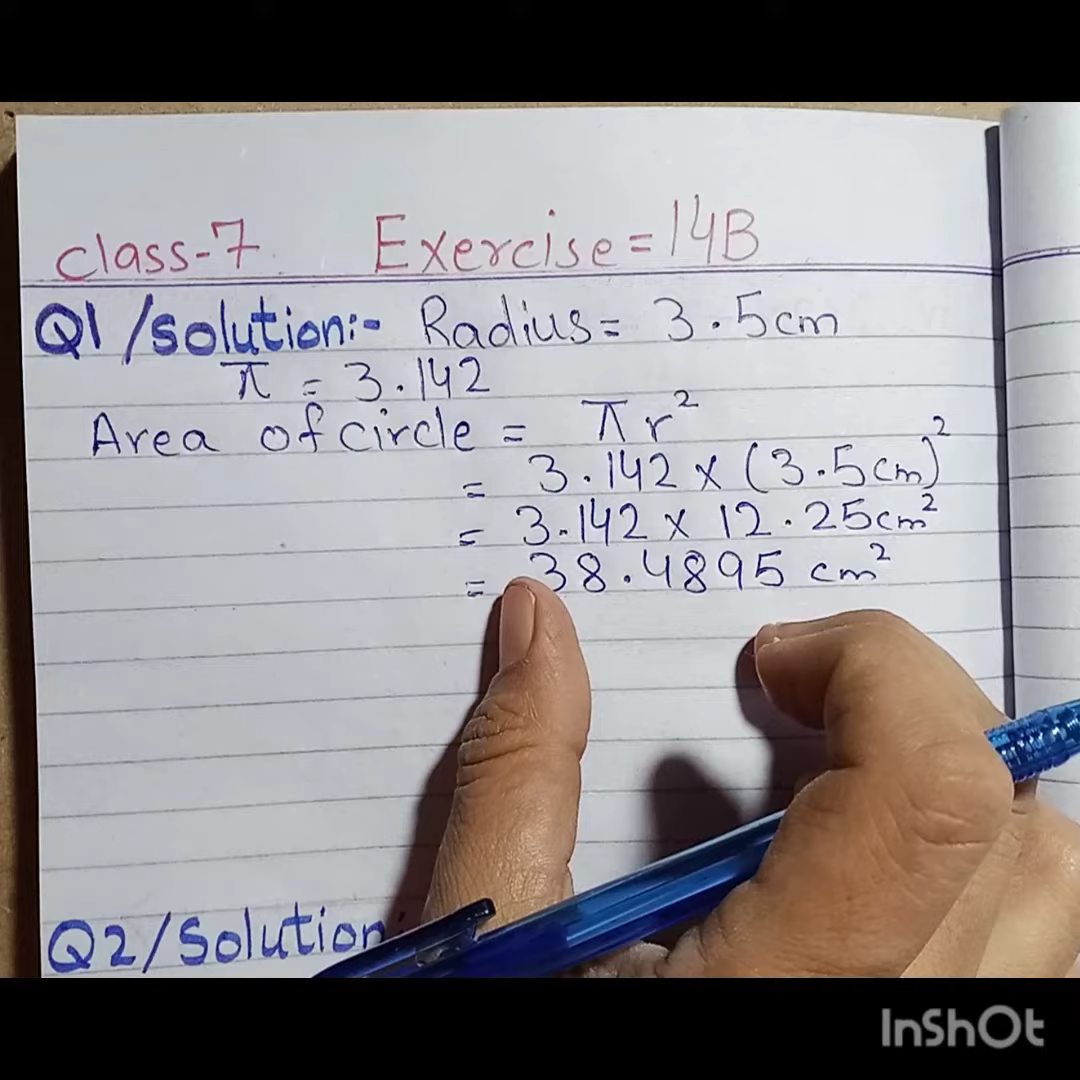 class-7 Exercise=14B
Q1/solution:- Radius= 3.5cm
π = 3.142
Area of circle = πr²
= 3.142 × (3.5cm)²
= 3.142 × 12.25cm²
= 38.4895 cm²
Q2/Solution:
InShOt